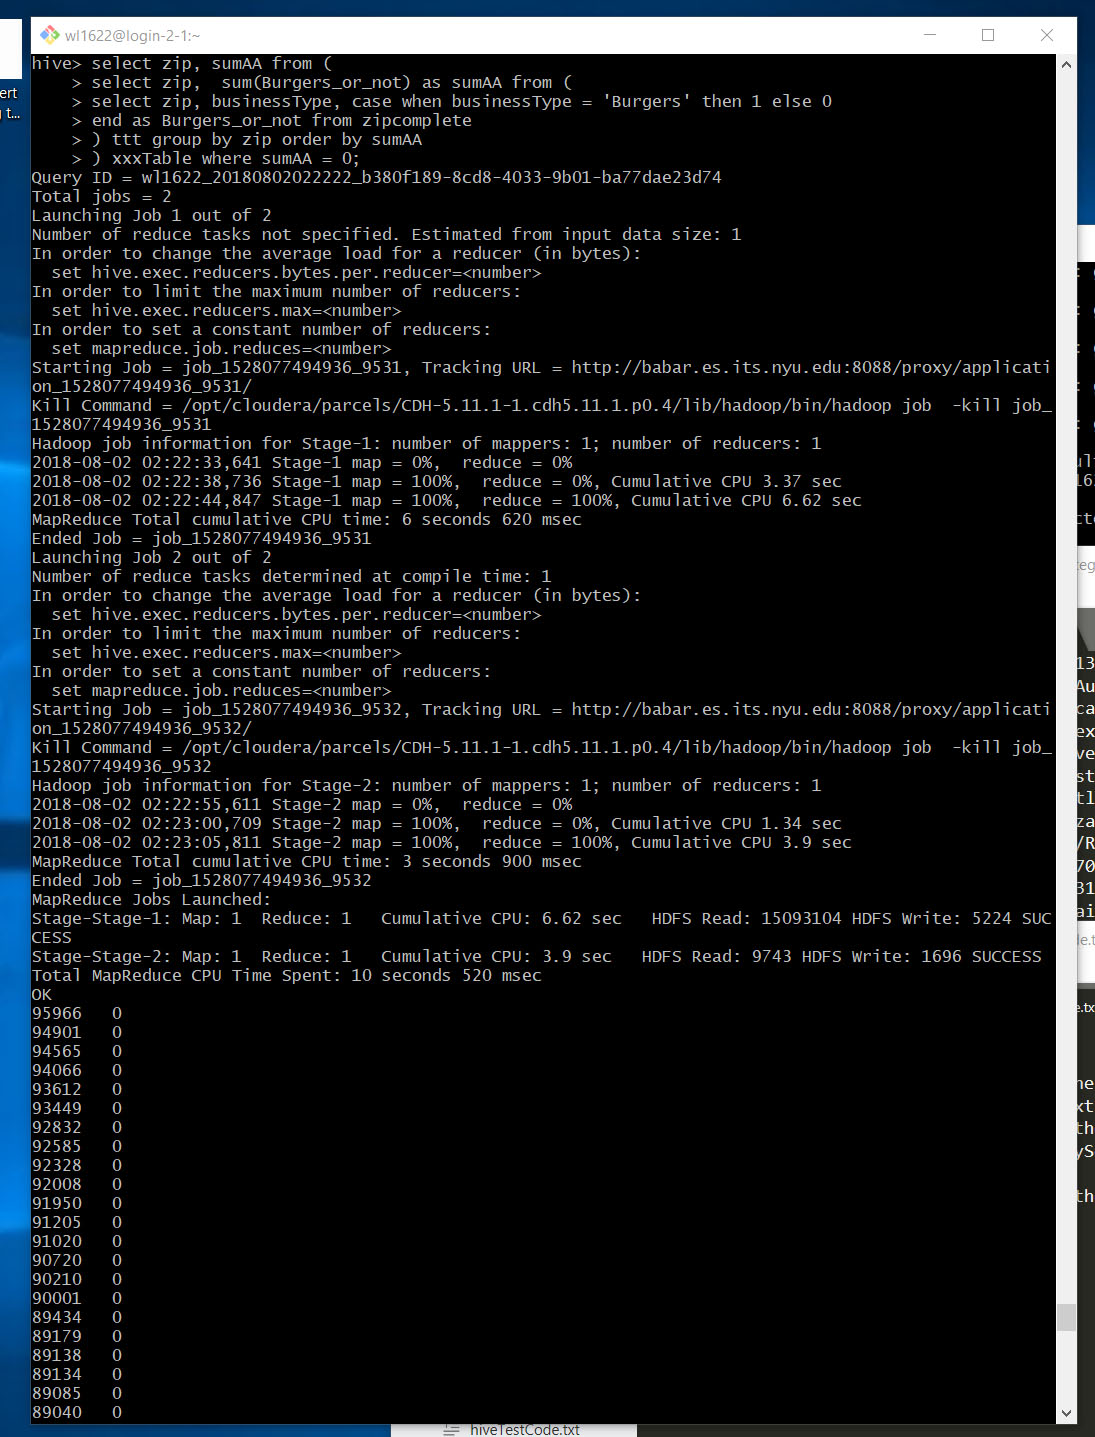 wl1622@login-2-1:~
ert
t...
hive> select zip, sumAA from (
    > select zip,  sum(Burgers_or_not) as sumAA from (
    > select zip, businessType, case when businessType = 'Burgers' then 1 else 0
    > end as Burgers_or_not from zipcomplete
    > ) ttt group by zip order by sumAA
    > ) xxxTable where sumAA = 0;
Query ID = wl1622_20180802022222_b380f189-8cd8-4033-9b01-ba77dae23d74
Total jobs = 2
Launching Job 1 out of 2
Number of reduce tasks not specified. Estimated from input data size: 1
In order to change the average load for a reducer (in bytes):
  set hive.exec.reducers.bytes.per.reducer=<number>
In order to limit the maximum number of reducers:
  set hive.exec.reducers.max=<number>
In order to set a constant number of reducers:
  set mapreduce.job.reduces=<number>
Starting Job = job_1528077494936_9531, Tracking URL = http://babar.es.its.nyu.edu:8088/proxy/applicati
on_1528077494936_9531/
Kill Command = /opt/cloudera/parcels/CDH-5.11.1-1.cdh5.11.1.p0.4/lib/hadoop/bin/hadoop job  -kill job_
1528077494936_9531
Hadoop job information for Stage-1: number of mappers: 1; number of reducers: 1
2018-08-02 02:22:33,641 Stage-1 map = 0%,  reduce = 0%
2018-08-02 02:22:38,736 Stage-1 map = 100%,  reduce = 0%, Cumulative CPU 3.37 sec
2018-08-02 02:22:44,847 Stage-1 map = 100%,  reduce = 100%, Cumulative CPU 6.62 sec
MapReduce Total cumulative CPU time: 6 seconds 620 msec
Ended Job = job_1528077494936_9531
Launching Job 2 out of 2
Number of reduce tasks determined at compile time: 1
In order to change the average load for a reducer (in bytes):
  set hive.exec.reducers.bytes.per.reducer=<number>
In order to limit the maximum number of reducers:
  set hive.exec.reducers.max=<number>
In order to set a constant number of reducers:
  set mapreduce.job.reduces=<number>
Starting Job = job_1528077494936_9532, Tracking URL = http://babar.es.its.nyu.edu:8088/proxy/applicati
on_1528077494936_9532/
Kill Command = /opt/cloudera/parcels/CDH-5.11.1-1.cdh5.11.1.p0.4/lib/hadoop/bin/hadoop job  -kill job_
1528077494936_9532
Hadoop job information for Stage-2: number of mappers: 1; number of reducers: 1
2018-08-02 02:22:55,611 Stage-2 map = 0%,  reduce = 0%
2018-08-02 02:23:00,709 Stage-2 map = 100%,  reduce = 0%, Cumulative CPU 1.34 sec
2018-08-02 02:23:05,811 Stage-2 map = 100%,  reduce = 100%, Cumulative CPU 3.9 sec
MapReduce Total cumulative CPU time: 3 seconds 900 msec
Ended Job = job_1528077494936_9532
MapReduce Jobs Launched:
Stage-Stage-1: Map: 1  Reduce: 1   Cumulative CPU: 6.62 sec   HDFS Read: 15093104 HDFS Write: 5224 SUC
CESS
Stage-Stage-2: Map: 1  Reduce: 1   Cumulative CPU: 3.9 sec   HDFS Read: 9743 HDFS Write: 1696 SUCCESS
Total MapReduce CPU Time Spent: 10 seconds 520 msec
OK
95966   0
94901   0
94565   0
94066   0
93612   0
93449   0
92832   0
92585   0
92328   0
92008   0
91950   0
91205   0
91020   0
90720   0
90210   0
90001   0
89434   0
89179   0
89138   0
89134   0
89085   0
89040   0
hiveTestCode.txt